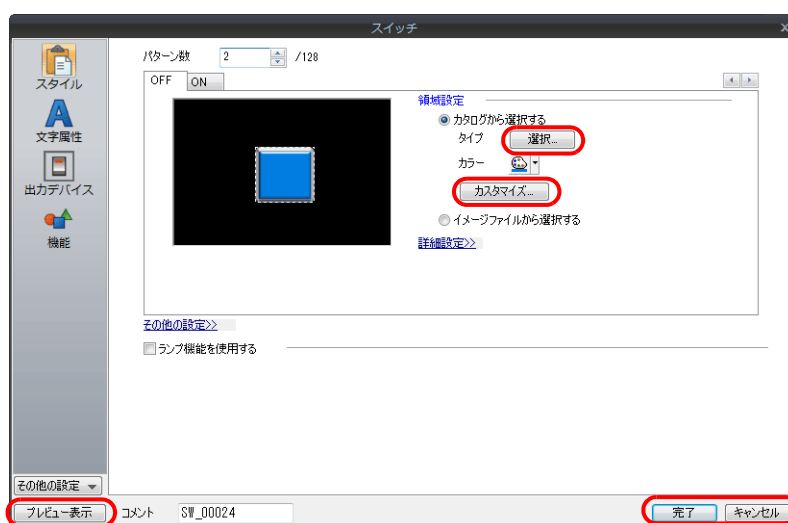 スイッチ
x
スタイル
文字属性
出力デバイス
機能
その他の設定
パターン数 2 /128
OFF ON
領域設定
カタログから選択する
タイプ 選択...
カラー
カスタマイズ...
イメージファイルから選択する
詳細設定>>
その他の設定>>
ランプ機能を使用する
プレビュー表示 コメント SW_00024 完了 キャンセル